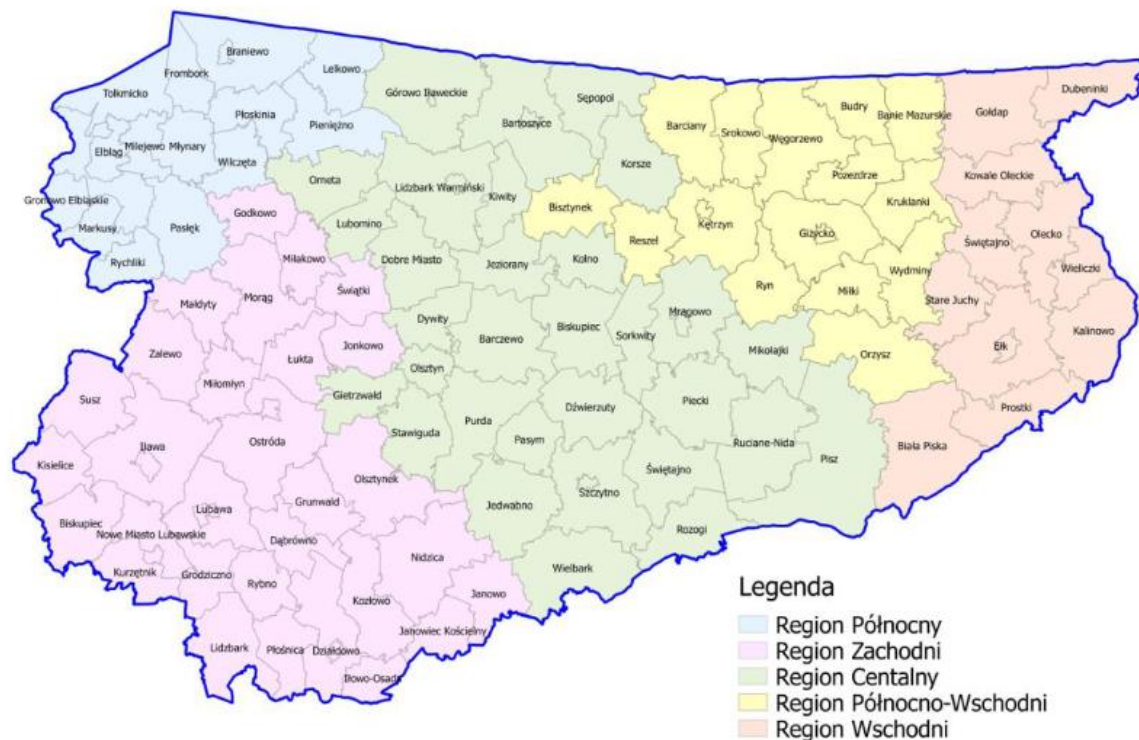 Braniewo
Frombork
Lelkowo
Tolkmicko
Płoskinia
Pieniężno
Elbląg
Milejewo
Młynary
Wilczęta
Gronowo Elbląskie
Markusy
Pasłęk
Rychliki
Godkowo
Górowo Iławeckie
Sępopol
Bartoszyce
Korsze
Orneta
Lidzbark Warmiński
Kiwity
Lubomino
Dobre Miasto
Jeziorany
Kolno
Bisztynek
Reszel
Barciany
Srokowo
Węgorzewo
Budry
Banie Mazurskie
Pozezdrze
Kruklanki
Kętrzyn
Giżycko
Wydminy
Ryn
Miłki
Orzysz
Gołdap
Dubeninki
Kowale Oleckie
Świętajno
Olecko
Wieliczki
Stare Juchy
Ełk
Kalinowo
Prostki
Biała Piska
Miłakowo
Małdyty
Morąg
Świątki
Zalewo
Łukta
Jonkowo
Miłomłyn
Dywity
Barczewo
Biskupiec
Sorkwity
Mrągowo
Mikołajki
Olsztyn
Gietrzwałd
Stawiguda
Purda
Pasym
Dźwierzuty
Piecki
Ruciane-Nida
Pisz
Szczytno
Świętajno
Jedwabno
Rozogi
Wielbark
Susz
Iława
Ostróda
Kisielice
Olsztynek
Lubawa
Grunwald
Biskupiec
Nowe Miasto Lubawskie
Dąbrówno
Nidzica
Kurzętnik
Grodziczno
Rybno
Kozłowo
Janowo
Janowiec Kościelny
Lidzbark
Płośnica
Działdowo
Iłowo-Osada
Legenda
Region Północny
Region Zachodni
Region Centalny
Region Północno-Wschodni
Region Wschodni